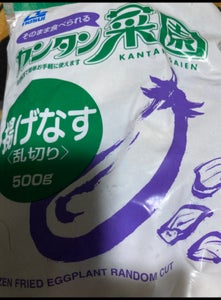 そのまま食べられる
カンタン菜園
KANTAN SAIEN
揚げなす
〈乱切り〉
500g
ZEN FRIED EGGPLANT RANDOM CUT